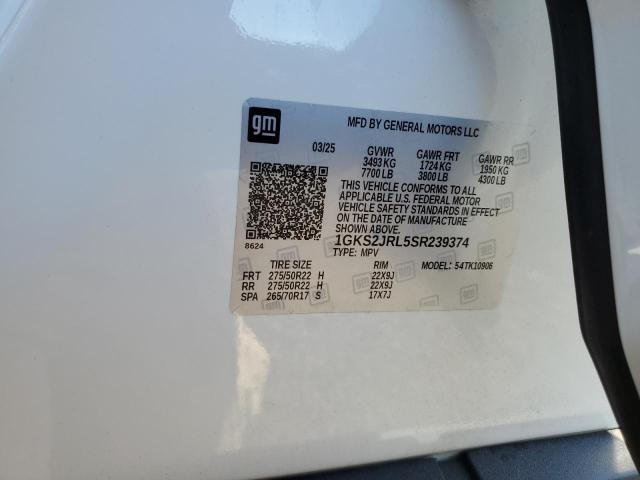 gm
MFD BY GENERAL MOTORS LLC
03/25 GVWR GAWR FRT GAWR RR
3493 KG 1724 KG 1950 KG
7700 LB 3800 LB 4300 LB
THIS VEHICLE CONFORMS TO ALL
APPLICABLE U.S. FEDERAL MOTOR
VEHICLE SAFETY STANDARDS IN EFFECT
ON THE DATE OF MANUFACTURE
SHOWN ABOVE.
8624 1GKS2JRL5SR239374
TYPE: MPV
TIRE SIZE RIM MODEL: 54TK10906
FRT 275/50R22 H 22X9J
RR 275/50R22 H 22X9J
SPA 265/70R17 S 17X7J